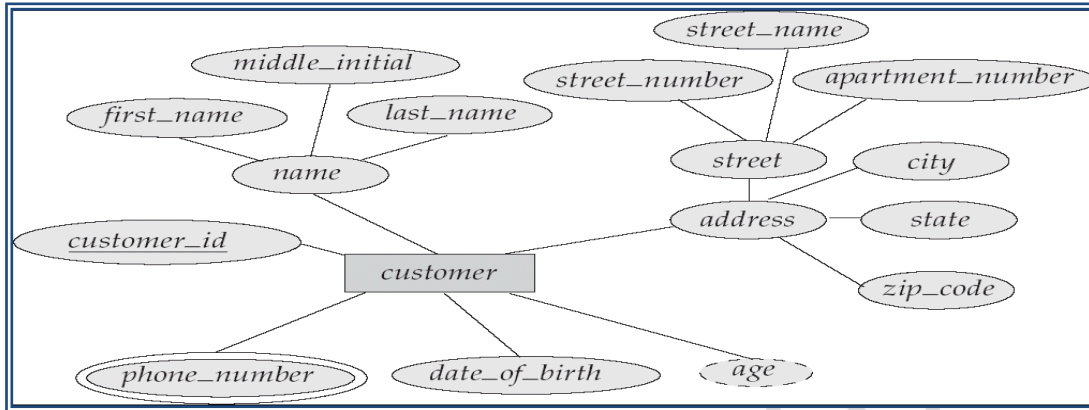 street_name
middle_initial
street_number
apartment_number
first_name
last_name
name
street
city
address
state
customer_id
customer
zip_code
phone_number
date_of_birth
age